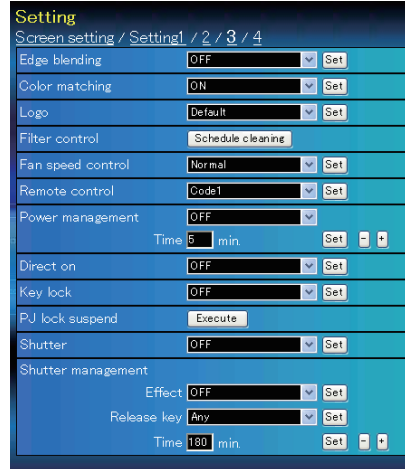 Setting
Screen setting / Setting1 / 2 / 3 / 4
Edge blending OFF Set
Color matching ON Set
Logo Default Set
Filter control Schedule cleaning
Fan speed control Normal Set
Remote control Code1 Set
Power management OFF
Time 5 min. Set - +
Direct on OFF Set
Key lock OFF Set
PJ lock suspend Execute
Shutter OFF Set
Shutter management
Effect OFF Set
Release key Any Set
Time 180 min. Set - +